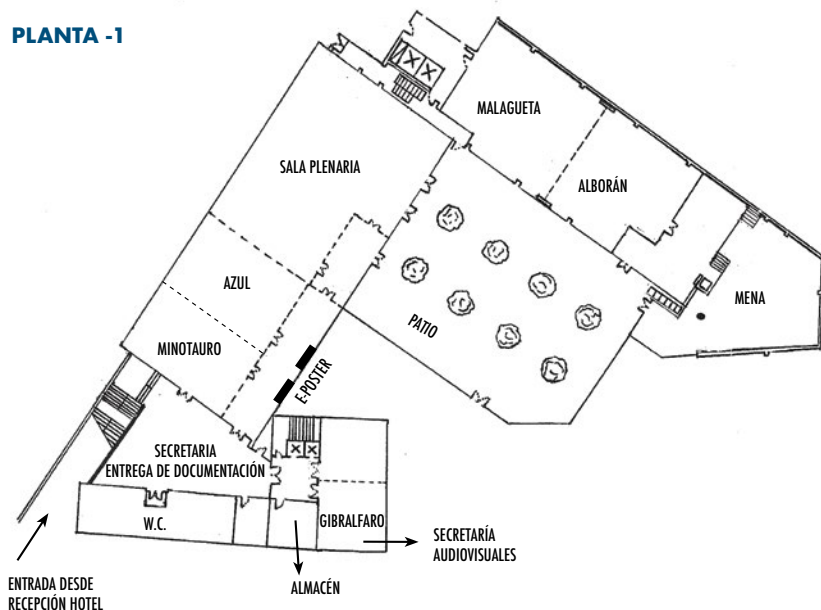 PLANTA -1
MALAGUETA
SALA PLENARIA
ALBORÁN
AZUL
MENA
PATIO
MINOTAURO
E-POSTER
SECRETARIA
ENTREGA DE DOCUMENTACIÓN
W.C.
GIBRALFARO
SECRETARÍA
AUDIOVISUALES
ENTRADA DESDE
RECEPCIÓN HOTEL
ALMACÉN